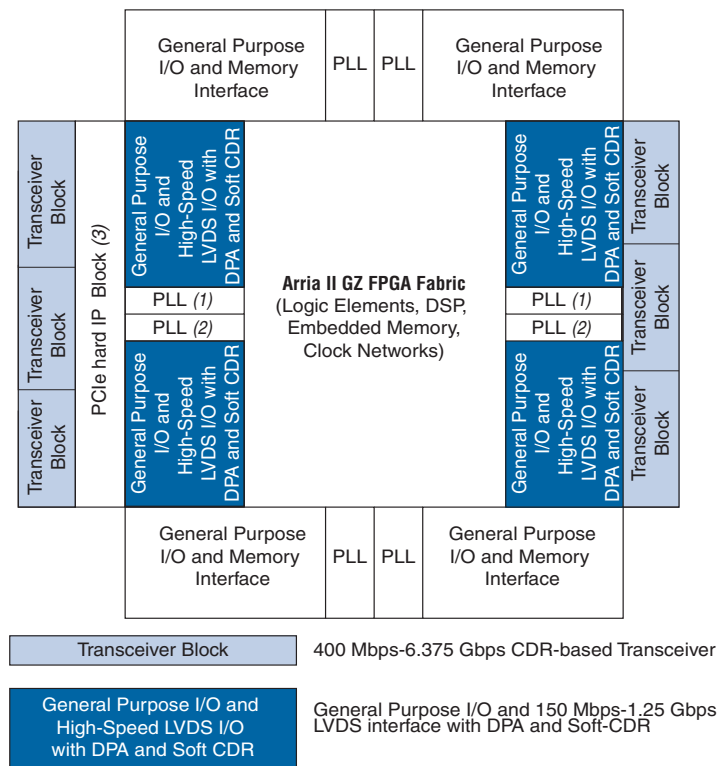 General Purpose
I/O and Memory
Interface
PLL
PLL
General Purpose
I/O and Memory
Interface
Transceiver
Block
Transceiver
Block
Transceiver
Block
PCIe hard IP Block (3)
General Purpose
I/O and
High-Speed
LVDS I/O with
DPA and Soft CDR
PLL (1)
PLL (2)
General Purpose
I/O and
High-Speed
LVDS I/O with
DPA and Soft CDR
Arria II GZ FPGA Fabric
(Logic Elements, DSP,
Embedded Memory,
Clock Networks)
General Purpose
I/O and
High-Speed
LVDS I/O with
DPA and Soft CDR
PLL (1)
PLL (2)
General Purpose
I/O and
High-Speed
LVDS I/O with
DPA and Soft CDR
Transceiver
Block
Transceiver
Block
Transceiver
Block
General Purpose
I/O and Memory
Interface
PLL
PLL
General Purpose
I/O and Memory
Interface
Transceiver Block
400 Mbps-6.375 Gbps CDR-based Transceiver
General Purpose I/O and
High-Speed LVDS I/O
with DPA and Soft CDR
General Purpose I/O and 150 Mbps-1.25 Gbps
LVDS interface with DPA and Soft-CDR